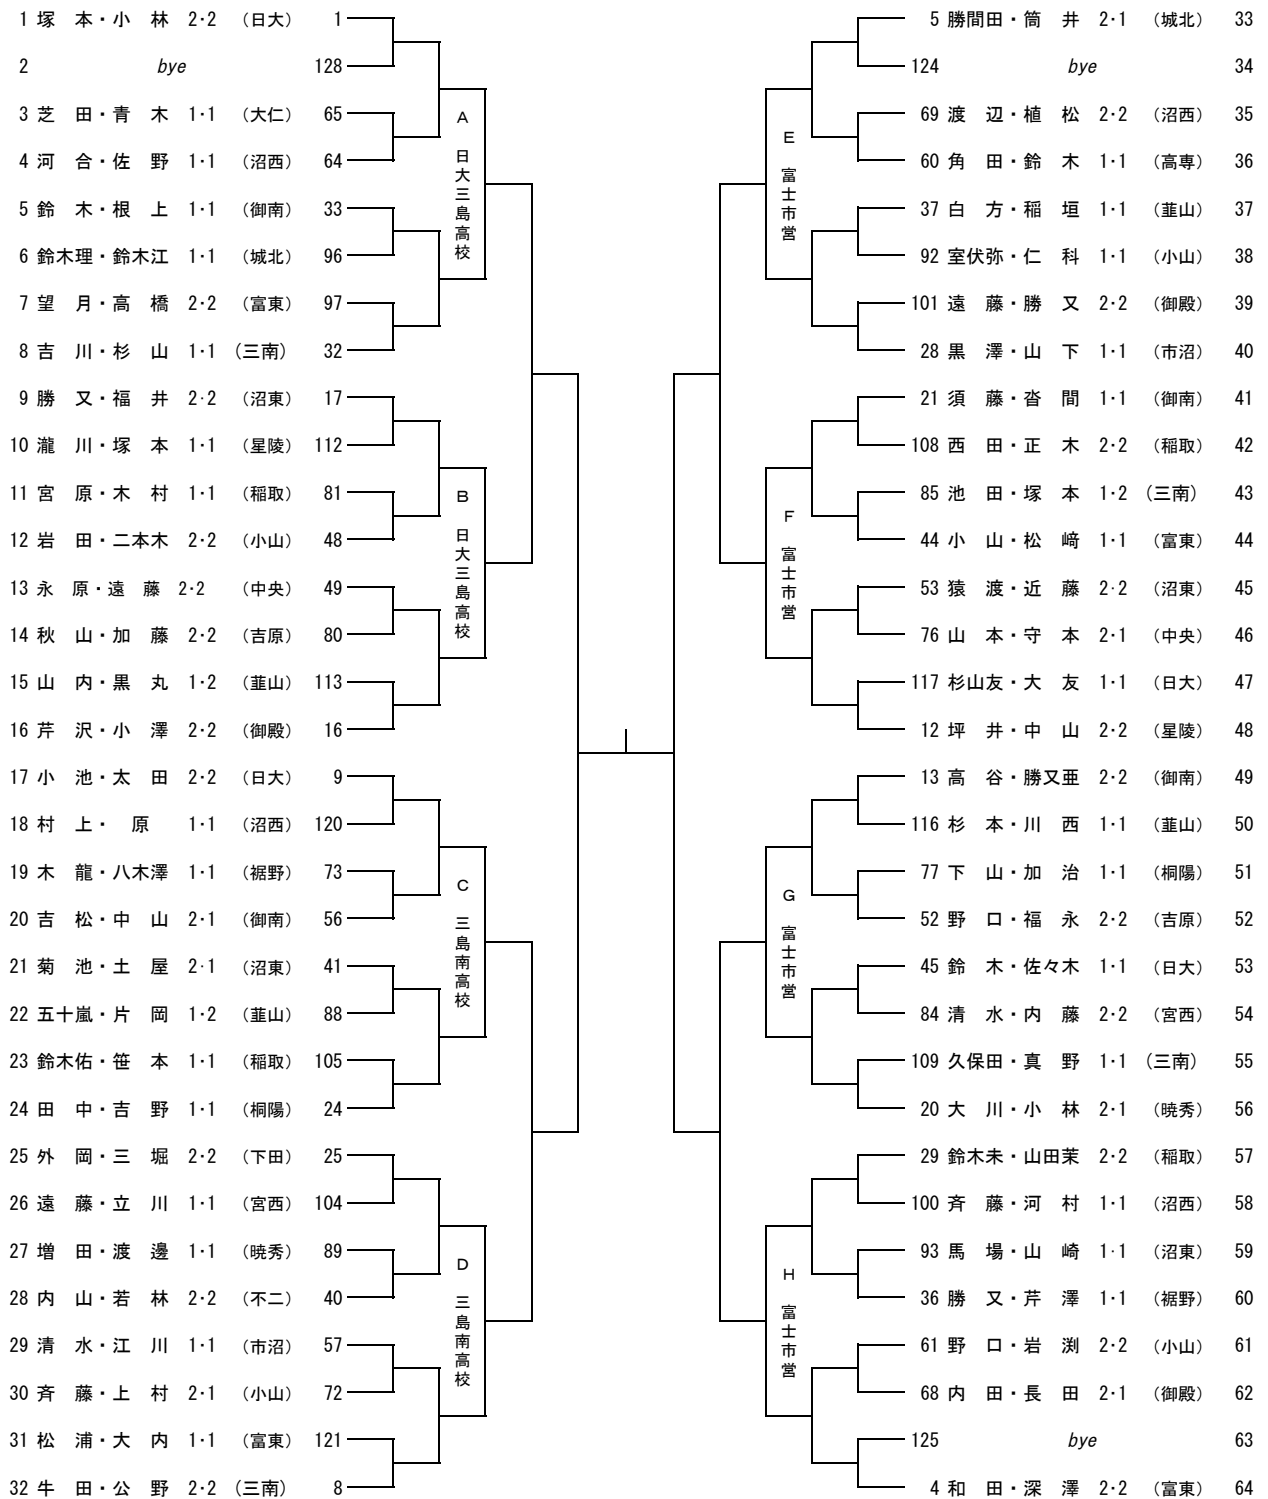 1 塚　本・小　林 2・2 （日大） 1
2 bye 128
3 芝　田・青　木 1・1 （大仁） 65
4 河　合・佐　野 1・1 （沼西） 64
5 鈴　木・根　上 1・1 （御南） 33
6 鈴木理・鈴木江 1・1 （城北） 96
7 望　月・高　橋 2・2 （富東） 97
8 吉　川・杉　山 1・1 （三南） 32
A 日大三島高校
9 勝　又・福　井 2・2 （沼東） 17
10 瀧　川・塚　本 1・1 （星陵） 112
11 宮　原・木　村 1・1 （稲取） 81
12 岩　田・二本木 2・2 （小山） 48
13 永　原・遠　藤 2・2 （中央） 49
14 秋　山・加　藤 2・2 （吉原） 80
15 山　内・黒　丸 1・2 （韮山） 113
16 芹　沢・小　澤 2・2 （御殿） 16
B 日大三島高校
17 小　池・太　田 2・2 （日大） 9
18 村　上・　原 1・1 （沼西） 120
19 木　龍・八木澤 1・1 （裾野） 73
20 吉　松・中　山 2・1 （御南） 56
21 菊　池・土　屋 2・1 （沼東） 41
22 五十嵐・片　岡 1・2 （韮山） 88
23 鈴木佑・笹　本 1・1 （稲取） 105
24 田　中・吉　野 1・1 （桐陽） 24
C 三島南高校
25 外　岡・三　堀 2・2 （下田） 25
26 遠　藤・立　川 1・1 （宮西） 104
27 増　田・渡　邊 1・1 （暁秀） 89
28 内　山・若　林 2・2 （不二） 40
29 清　水・江　川 1・1 （市沼） 57
30 斉　藤・上　村 2・1 （小山） 72
31 松　浦・大　内 1・1 （富東） 121
32 牛　田・公　野 2・2 （三南） 8
D 三島南高校
5 勝間田・筒　井 2・1 （城北） 33
124 bye 34
69 渡　辺・植　松 2・2 （沼西） 35
60 角　田・鈴　木 1・1 （高専） 36
37 白　方・稲　垣 1・1 （韮山） 37
92 室伏弥・仁　科 1・1 （小山） 38
101 遠　藤・勝　又 2・2 （御殿） 39
28 黒　澤・山　下 1・1 （市沼） 40
E 富士市営
21 須　藤・沓　間 1・1 （御南） 41
108 西　田・正　木 2・2 （稲取） 42
85 池　田・塚　本 1・2 （三南） 43
44 小　山・松　﨑 1・1 （富東） 44
53 猿　渡・近　藤 2・2 （沼東） 45
76 山　本・守　本 2・1 （中央） 46
117 杉山友・大　友 1・1 （日大） 47
12 坪　井・中　山 2・2 （星陵） 48
F 富士市営
13 高　谷・勝又亜 2・2 （御南） 49
116 杉　本・川　西 1・1 （韮山） 50
77 下　山・加　治 1・1 （桐陽） 51
52 野　口・福　永 2・2 （吉原） 52
45 鈴　木・佐々木 1・1 （日大） 53
84 清　水・内　藤 2・2 （宮西） 54
109 久保田・真　野 1・1 （三南） 55
20 大　川・小　林 2・1 （暁秀） 56
G 富士市営
29 鈴木未・山田茉 2・2 （稲取） 57
100 斉　藤・河　村 1・1 （沼西） 58
93 馬　場・山　崎 1・1 （沼東） 59
36 勝　又・芹　澤 1・1 （裾野） 60
61 野　口・岩　渕 2・2 （小山） 61
68 内　田・長　田 2・1 （御殿） 62
125 bye 63
4 和　田・深　澤 2・2 （富東） 64
H 富士市営